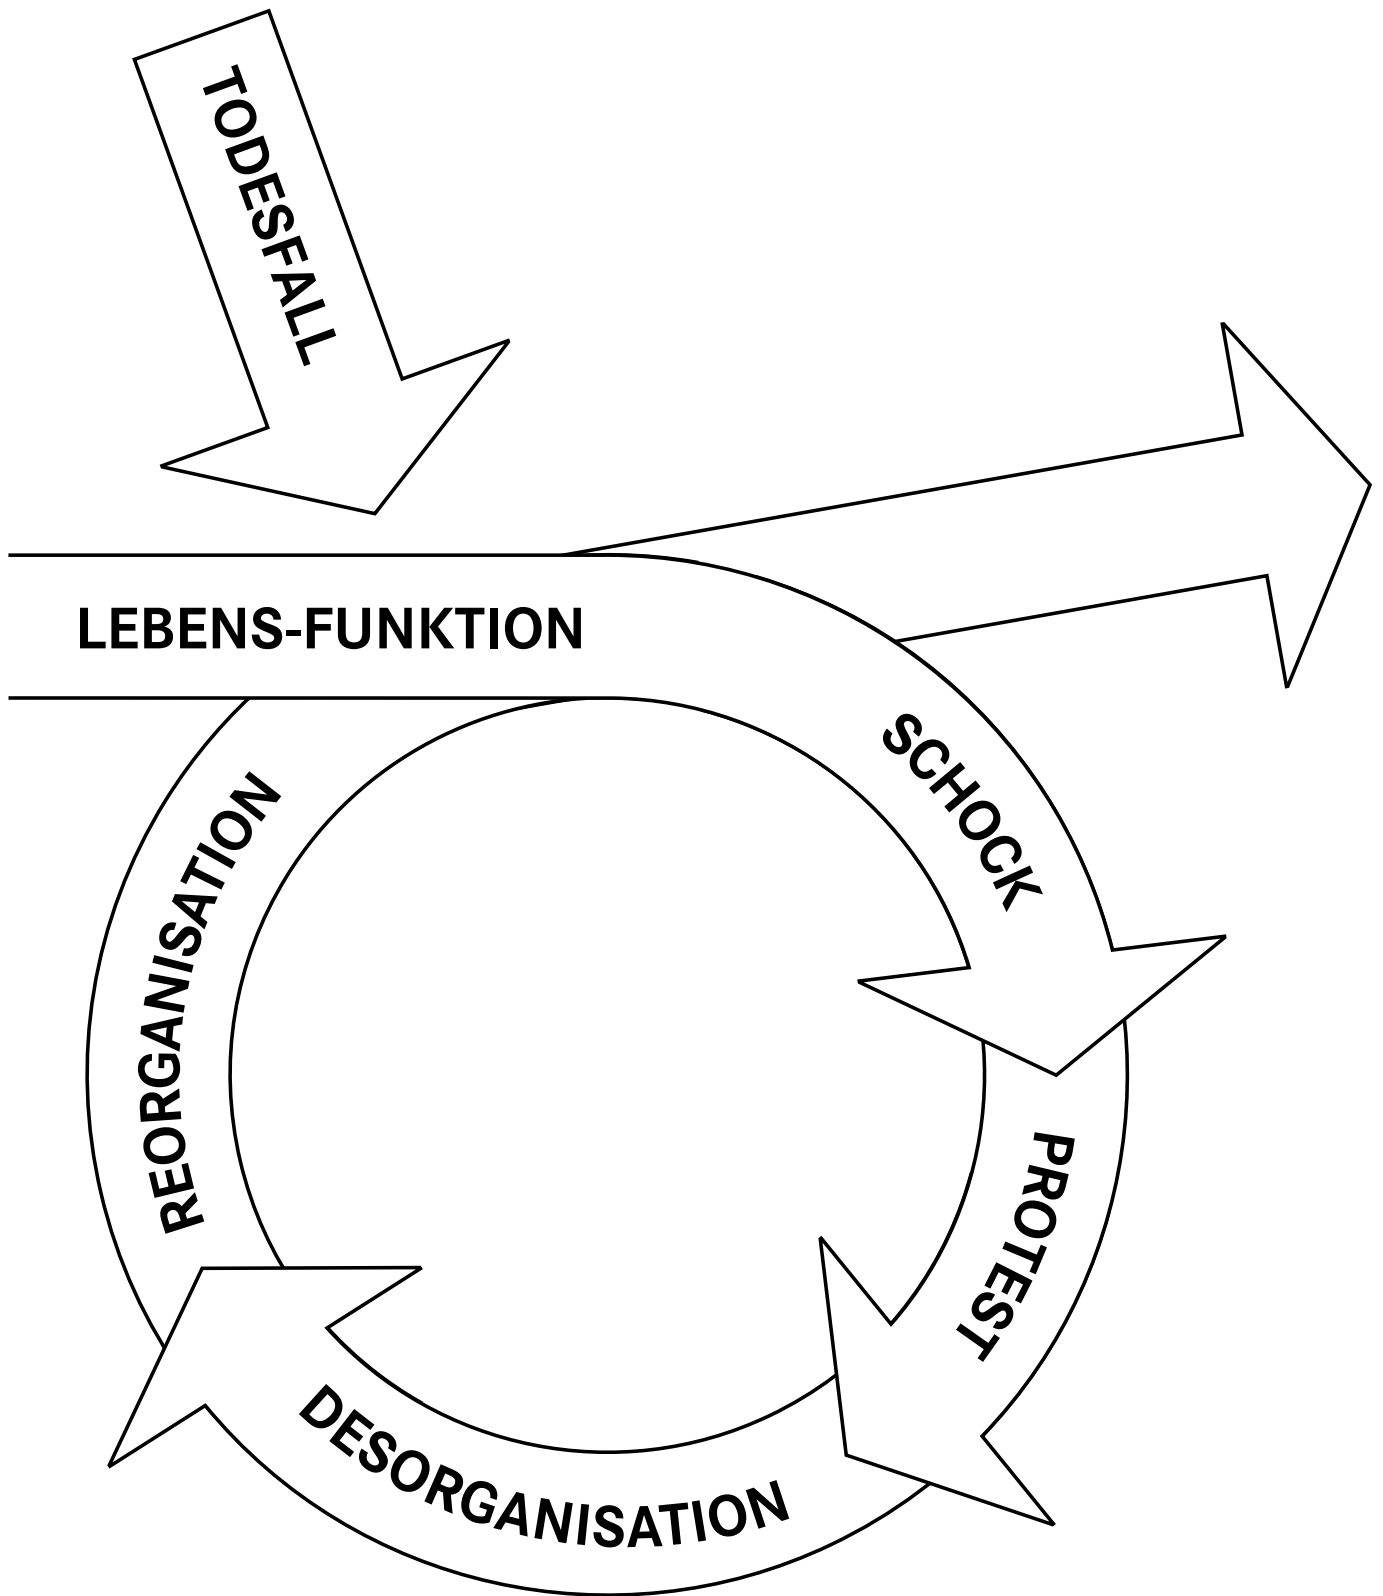 TODESFALL
LEBENS-FUNKTION
SCHOCK
PROTEST
DESORGANISATION
REORGANISATION